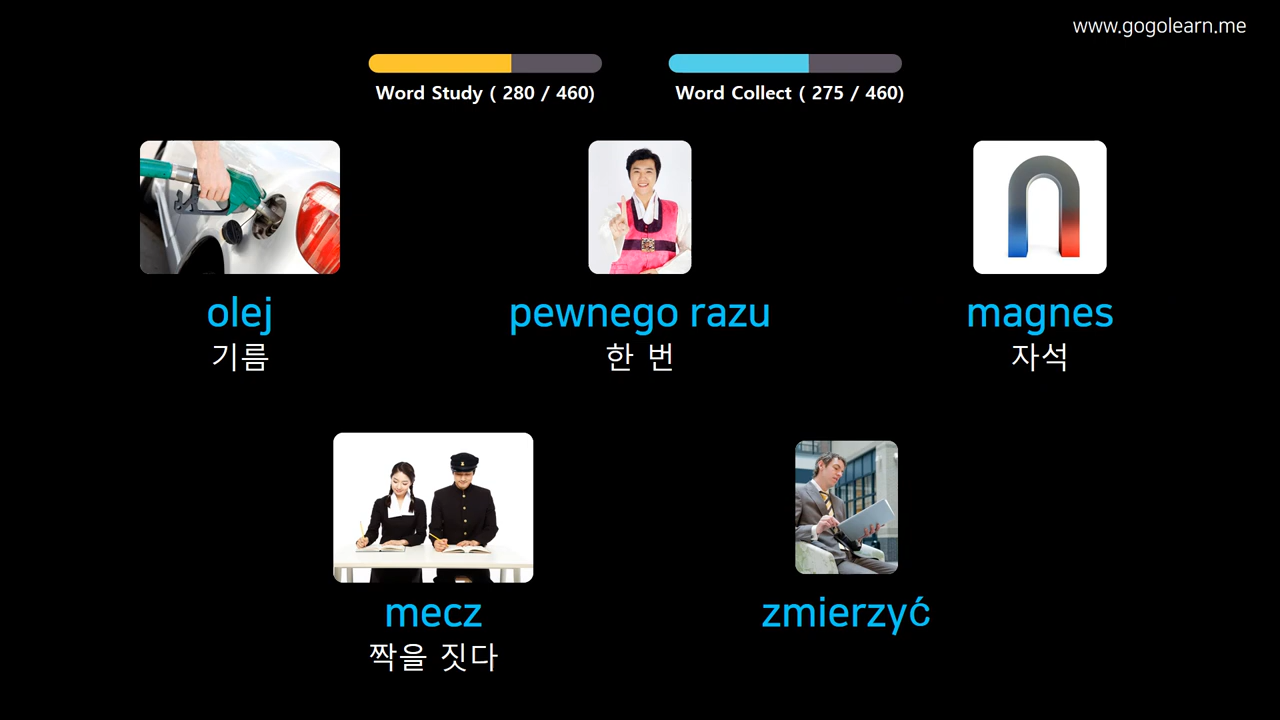 www.gogolearn.me
Word Study ( 280 / 460)
Word Collect ( 275 / 460)
olej
기름
pewnego razu
한 번
magnes
자석
mecz
짝을 짓다
zmierzyć